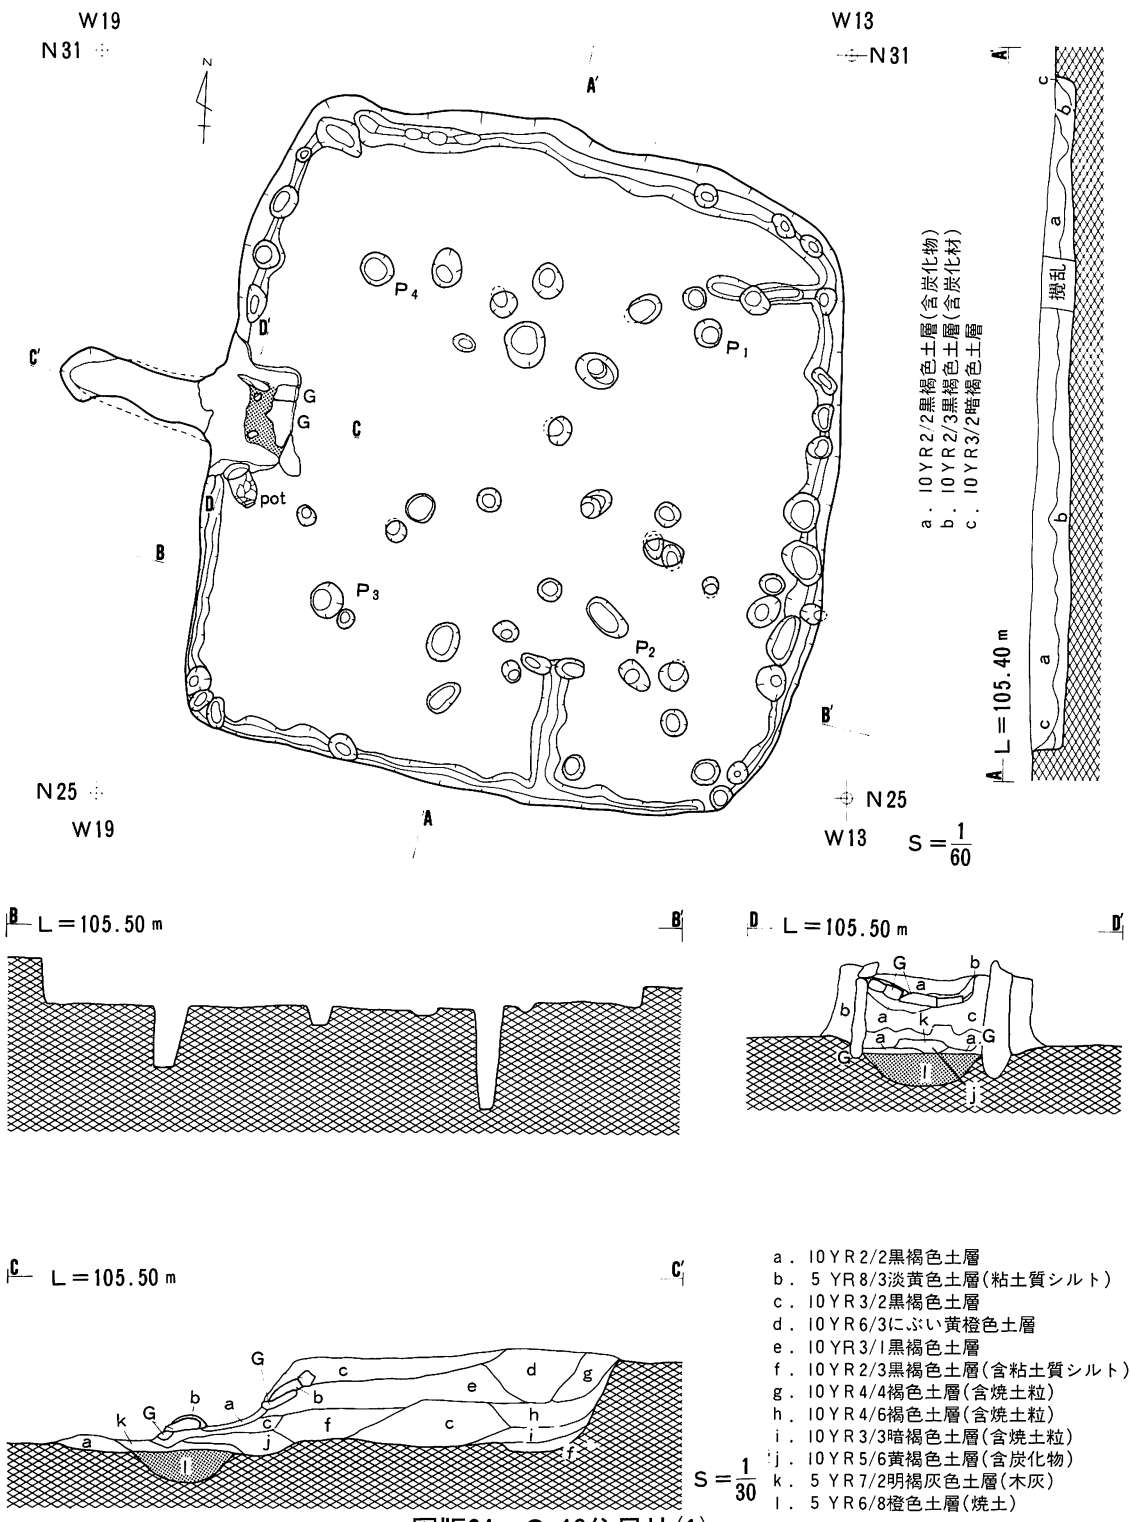 W19
W13
N31
N31
N
A'
A'
c
b
a
攪乱
b
a
c
A L=105.40 m
a. 10YR2/2黒褐色土層(含炭化物)
b. 10YR2/3黒褐色土層(含炭化材)
c. 10YR3/2暗褐色土層
P4
P1
D'
C'
G
G
C
D
pot
B
P3
P2
B'
N25
N25
W19
A
W13
S=1/60
B L=105.50 m B'
D L=105.50 m D'
G
b
a
b
a
k
c
a
a
G
G
l
j
C L=105.50 m C'
G
c
d
g
b
b
a
e
k
G
c
f
c
h
i
a
j
f
l
S=1/30
a. 10YR2/2黒褐色土層
b. 5YR8/3淡黄色土層(粘土質シルト)
c. 10YR3/2黒褐色土層
d. 10YR6/3にぶい黄橙色土層
e. 10YR3/1黒褐色土層
f. 10YR2/3黒褐色土層(含粘土質シルト)
g. 10YR4/4褐色土層(含焼土粒)
h. 10YR4/6褐色土層(含焼土粒)
i. 10YR3/3暗褐色土層(含焼土粒)
j. 10YR5/6黄褐色土層(含炭化物)
k. 5YR7/2明褐灰色土層(木灰)
l. 5YR6/8橙色土層(焼土)